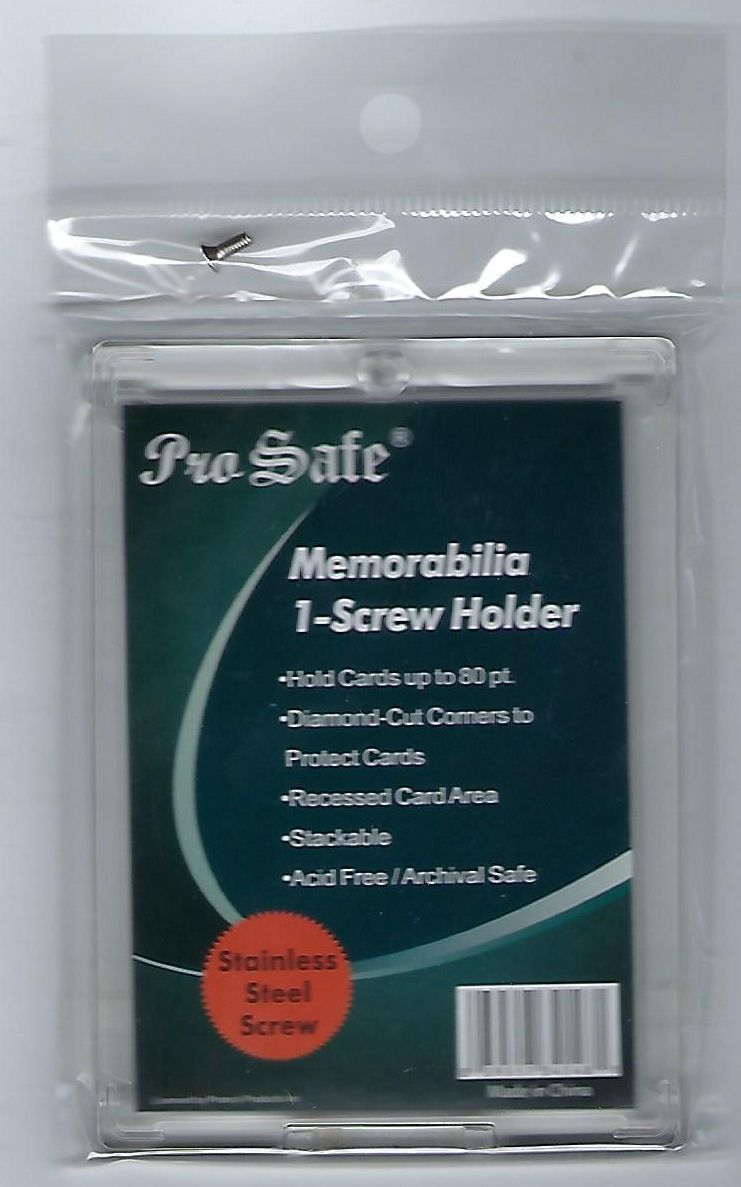 Pro Safe®
Memorabilia
1-Screw Holder
•Hold Cards up to 80 pt.
•Diamond-Cut Corners to
Protect Cards
•Recessed Card Area
•Stackable
•Acid Free / Archival Safe
Stainless
Steel
Screw
Made in China